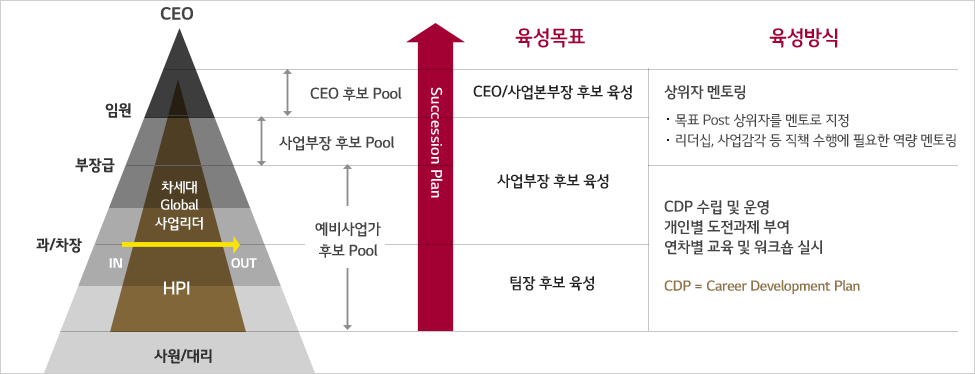 CEO
육성목표
육성방식
임원
CEO 후보 Pool
CEO/사업본부장 후보 육성
상위자 멘토링
· 목표 Post 상위자를 멘토로 지정
· 리더십, 사업감각 등 직책 수행에 필요한 역량 멘토링
사업부장 후보 Pool
부장급
Succession Plan
사업부장 후보 육성
차세대
Global
사업리더
과/차장
IN
OUT
HPI
예비사업가
후보 Pool
팀장 후보 육성
CDP 수립 및 운영
개인별 도전과제 부여
연차별 교육 및 워크숍 실시
CDP = Career Development Plan
사원/대리